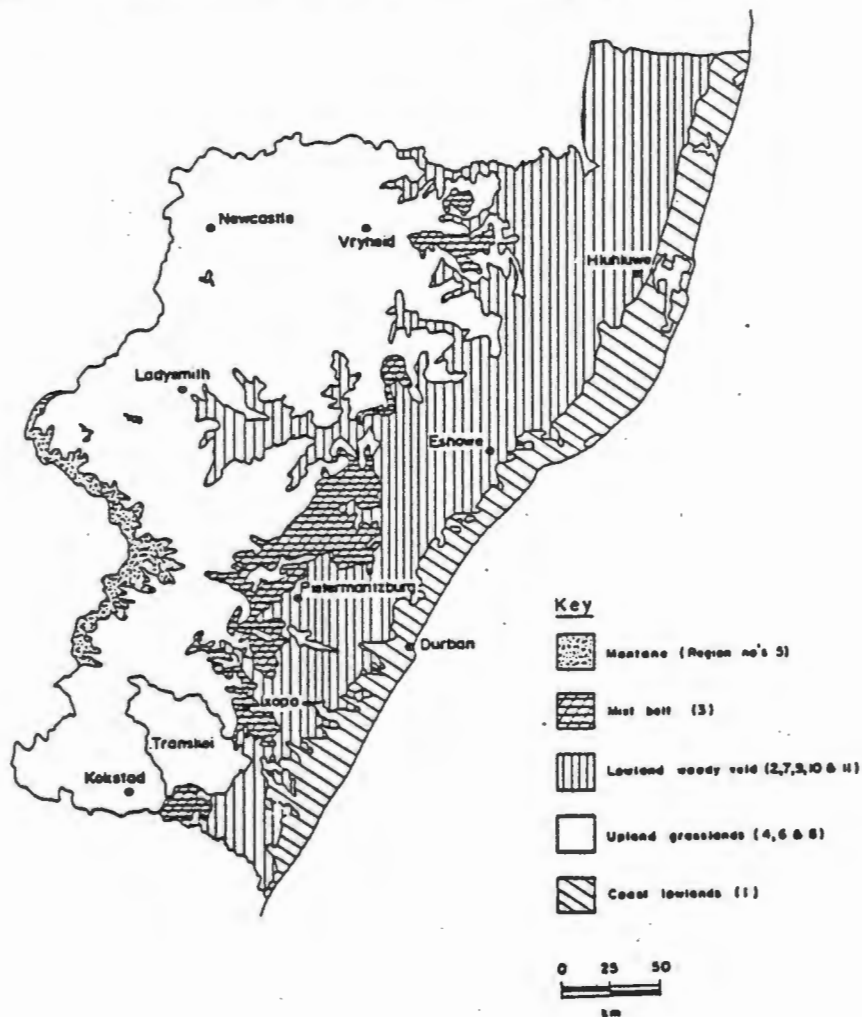 Newcastle
Vryheid
Hluhluwe
Ladysmith
Eshowe
Pietermaritzburg
Durban
Ixopo
Transkei
Kokstad
Key
Montane (Region no's 5)
Mist belt (3)
Lowland woody veld (2,7,9,10 & 11)
Upland grasslands (4,6 & 8)
Coast lowlands (1)
0 25 50
km